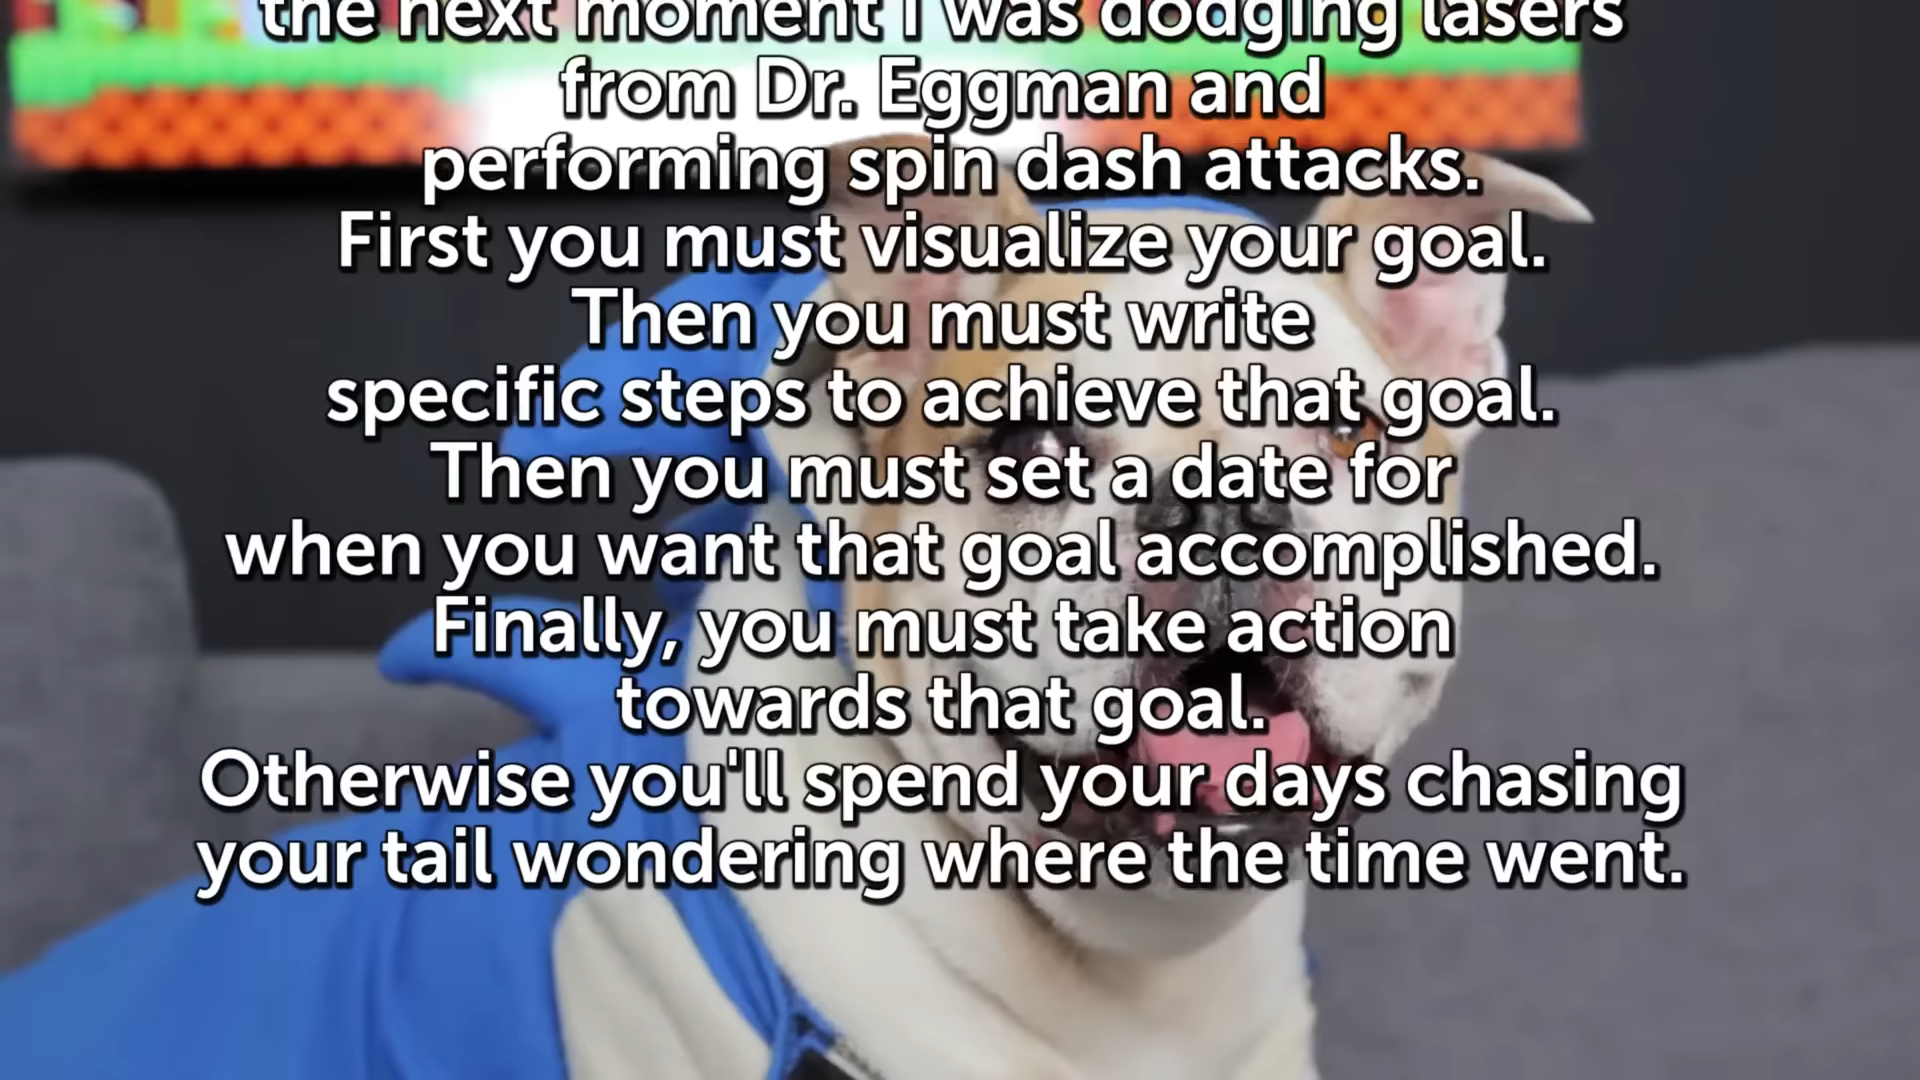 the next moment I was dodging lasers
from Dr. Eggman and
performing spin dash attacks.
First you must visualize your goal.
Then you must write
specific steps to achieve that goal.
Then you must set a date for
when you want that goal accomplished.
Finally, you must take action
towards that goal.
Otherwise you'll spend your days chasing
your tail wondering where the time went.